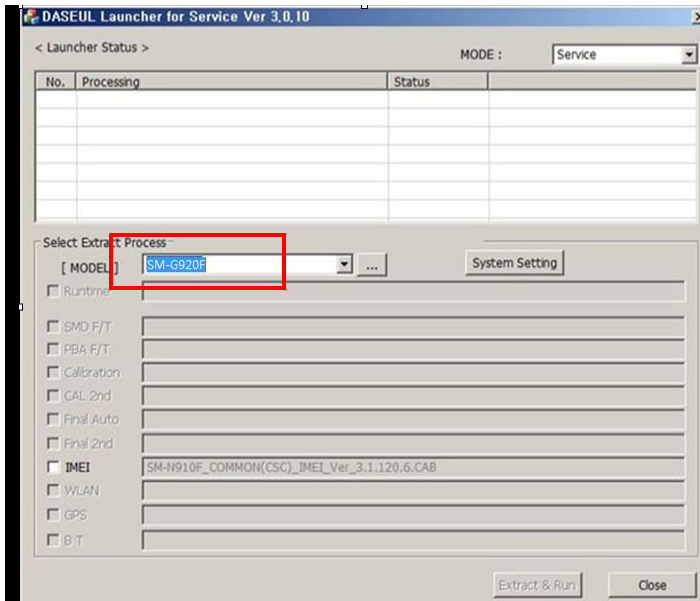 DASEUL Launcher for Service Ver 3,0,10
< Launcher Status >
MODE : Service
No. Processing Status
Select Extract Process
[ MODEL ] SM-G920F ... System Setting
Runtime
SMD F/T
PBA F/T
Calibration
CAL 2nd
Final Auto
Final 2nd
IMEI SM-N910F_COMMON(CSC)_IMEI_Ver_3.1.120.6.CAB
WLAN
GPS
B T
Extract & Run Close